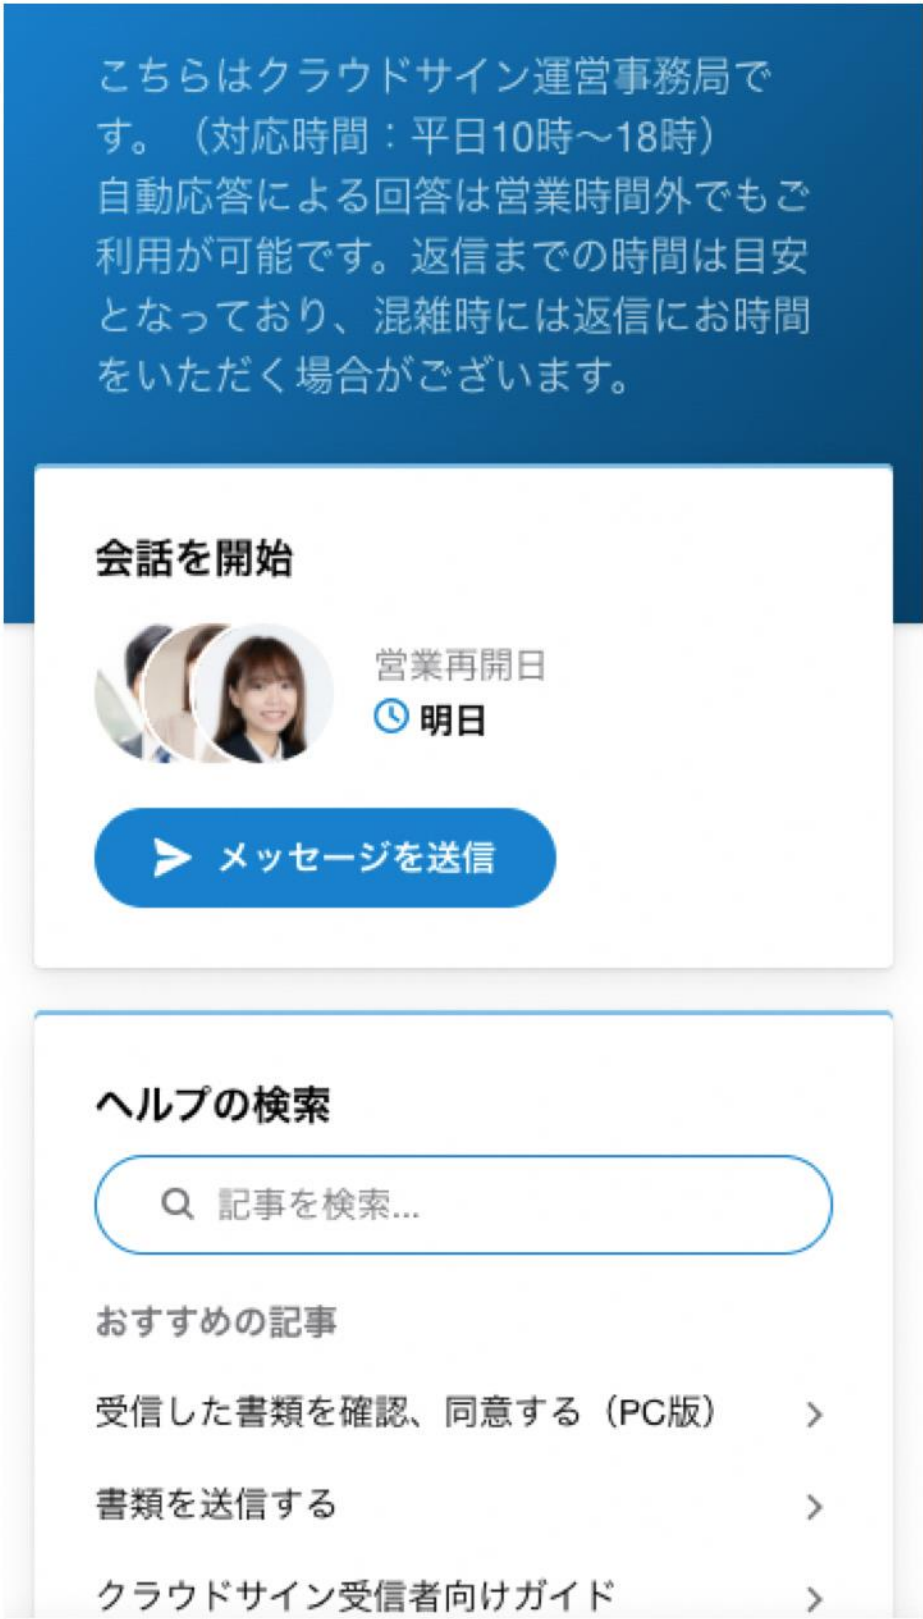 こちらはクラウドサイン運営事務局で
す。（対応時間：平日10時〜18時）
自動応答による回答は営業時間外でもご
利用が可能です。返信までの時間は目安
となっており、混雑時には返信にお時間
をいただく場合がございます。
会話を開始
営業再開日
明日
メッセージを送信
ヘルプの検索
記事を検索...
おすすめの記事
受信した書類を確認、同意する（PC版）
書類を送信する
クラウドサイン受信者向けガイド